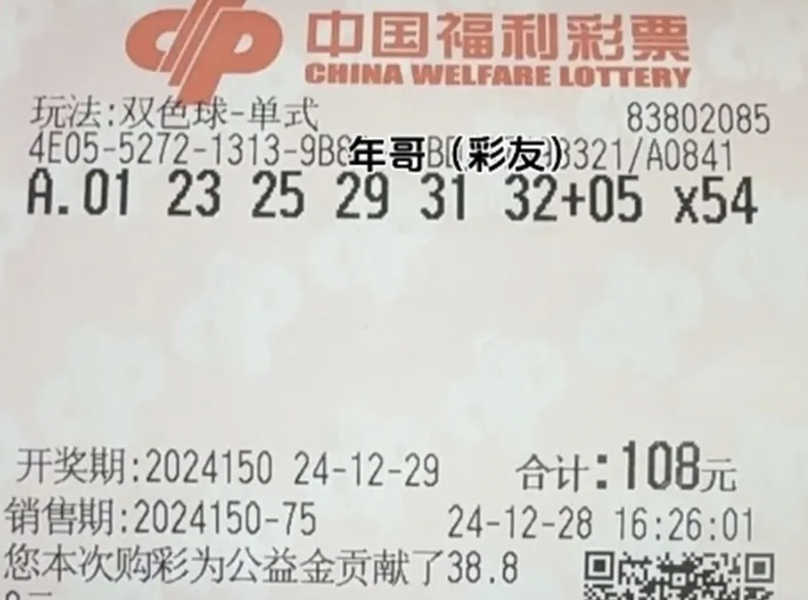 中国福利彩票
CHINA WELFARE LOTTERY
玩法:双色球-单式 83802085
4E05-5272-1313-9B8 年哥(彩友) 3321/A0841
A.01 23 25 29 31 32+05 x54
开奖期:2024150 24-12-29 合计:108元
销售期:2024150-75 24-12-28 16:26:01
您本次购彩为公益金贡献了38.8